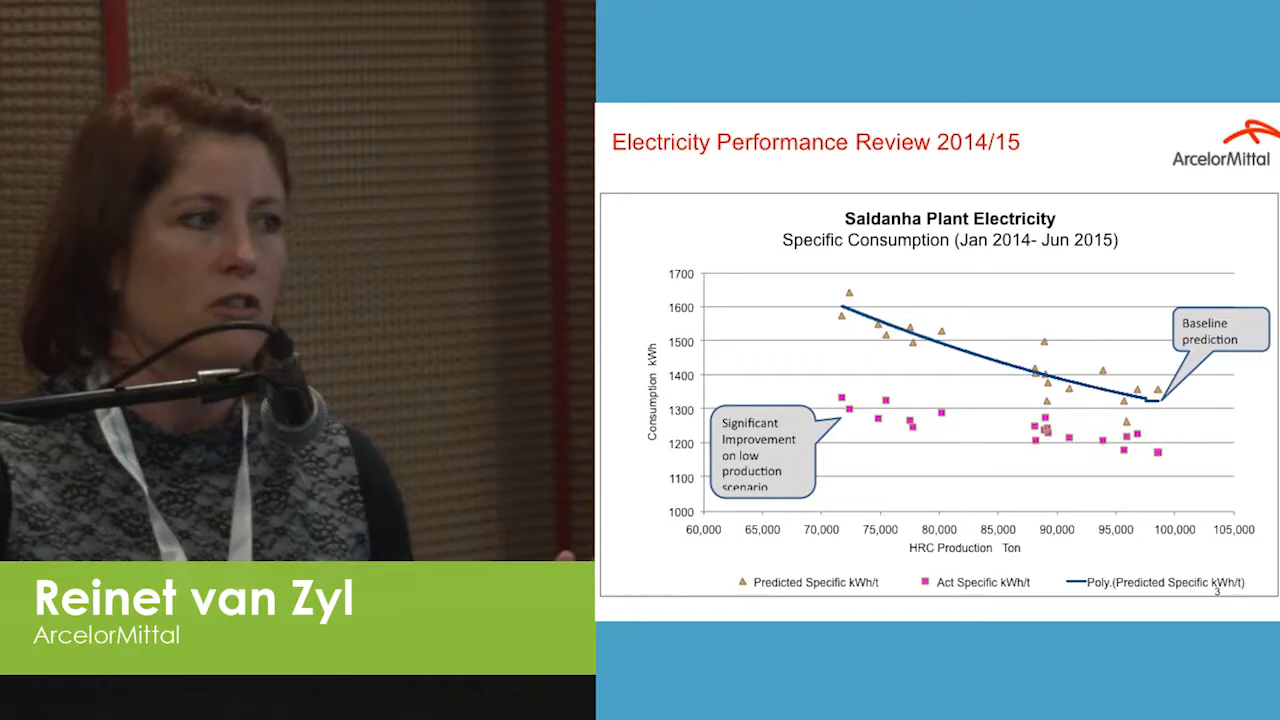 Electricity Performance Review 2014/15
ArcelorMittal
Saldanha Plant Electricity
Specific Consumption (Jan 2014- Jun 2015)
1700
1600
1500
1400
1300
1200
1100
1000
Consumption kWh
Baseline
prediction
Significant
Improvement
on low
production
scenario
60,000 65,000 70,000 75,000 80,000 85,000 90,000 95,000 100,000 105,000
HRC Production Ton
Predicted Specific kWh/t Act Specific kWh/t Poly.(Predicted Specific kWh/t)
3
Reinet van Zyl
ArcelorMittal